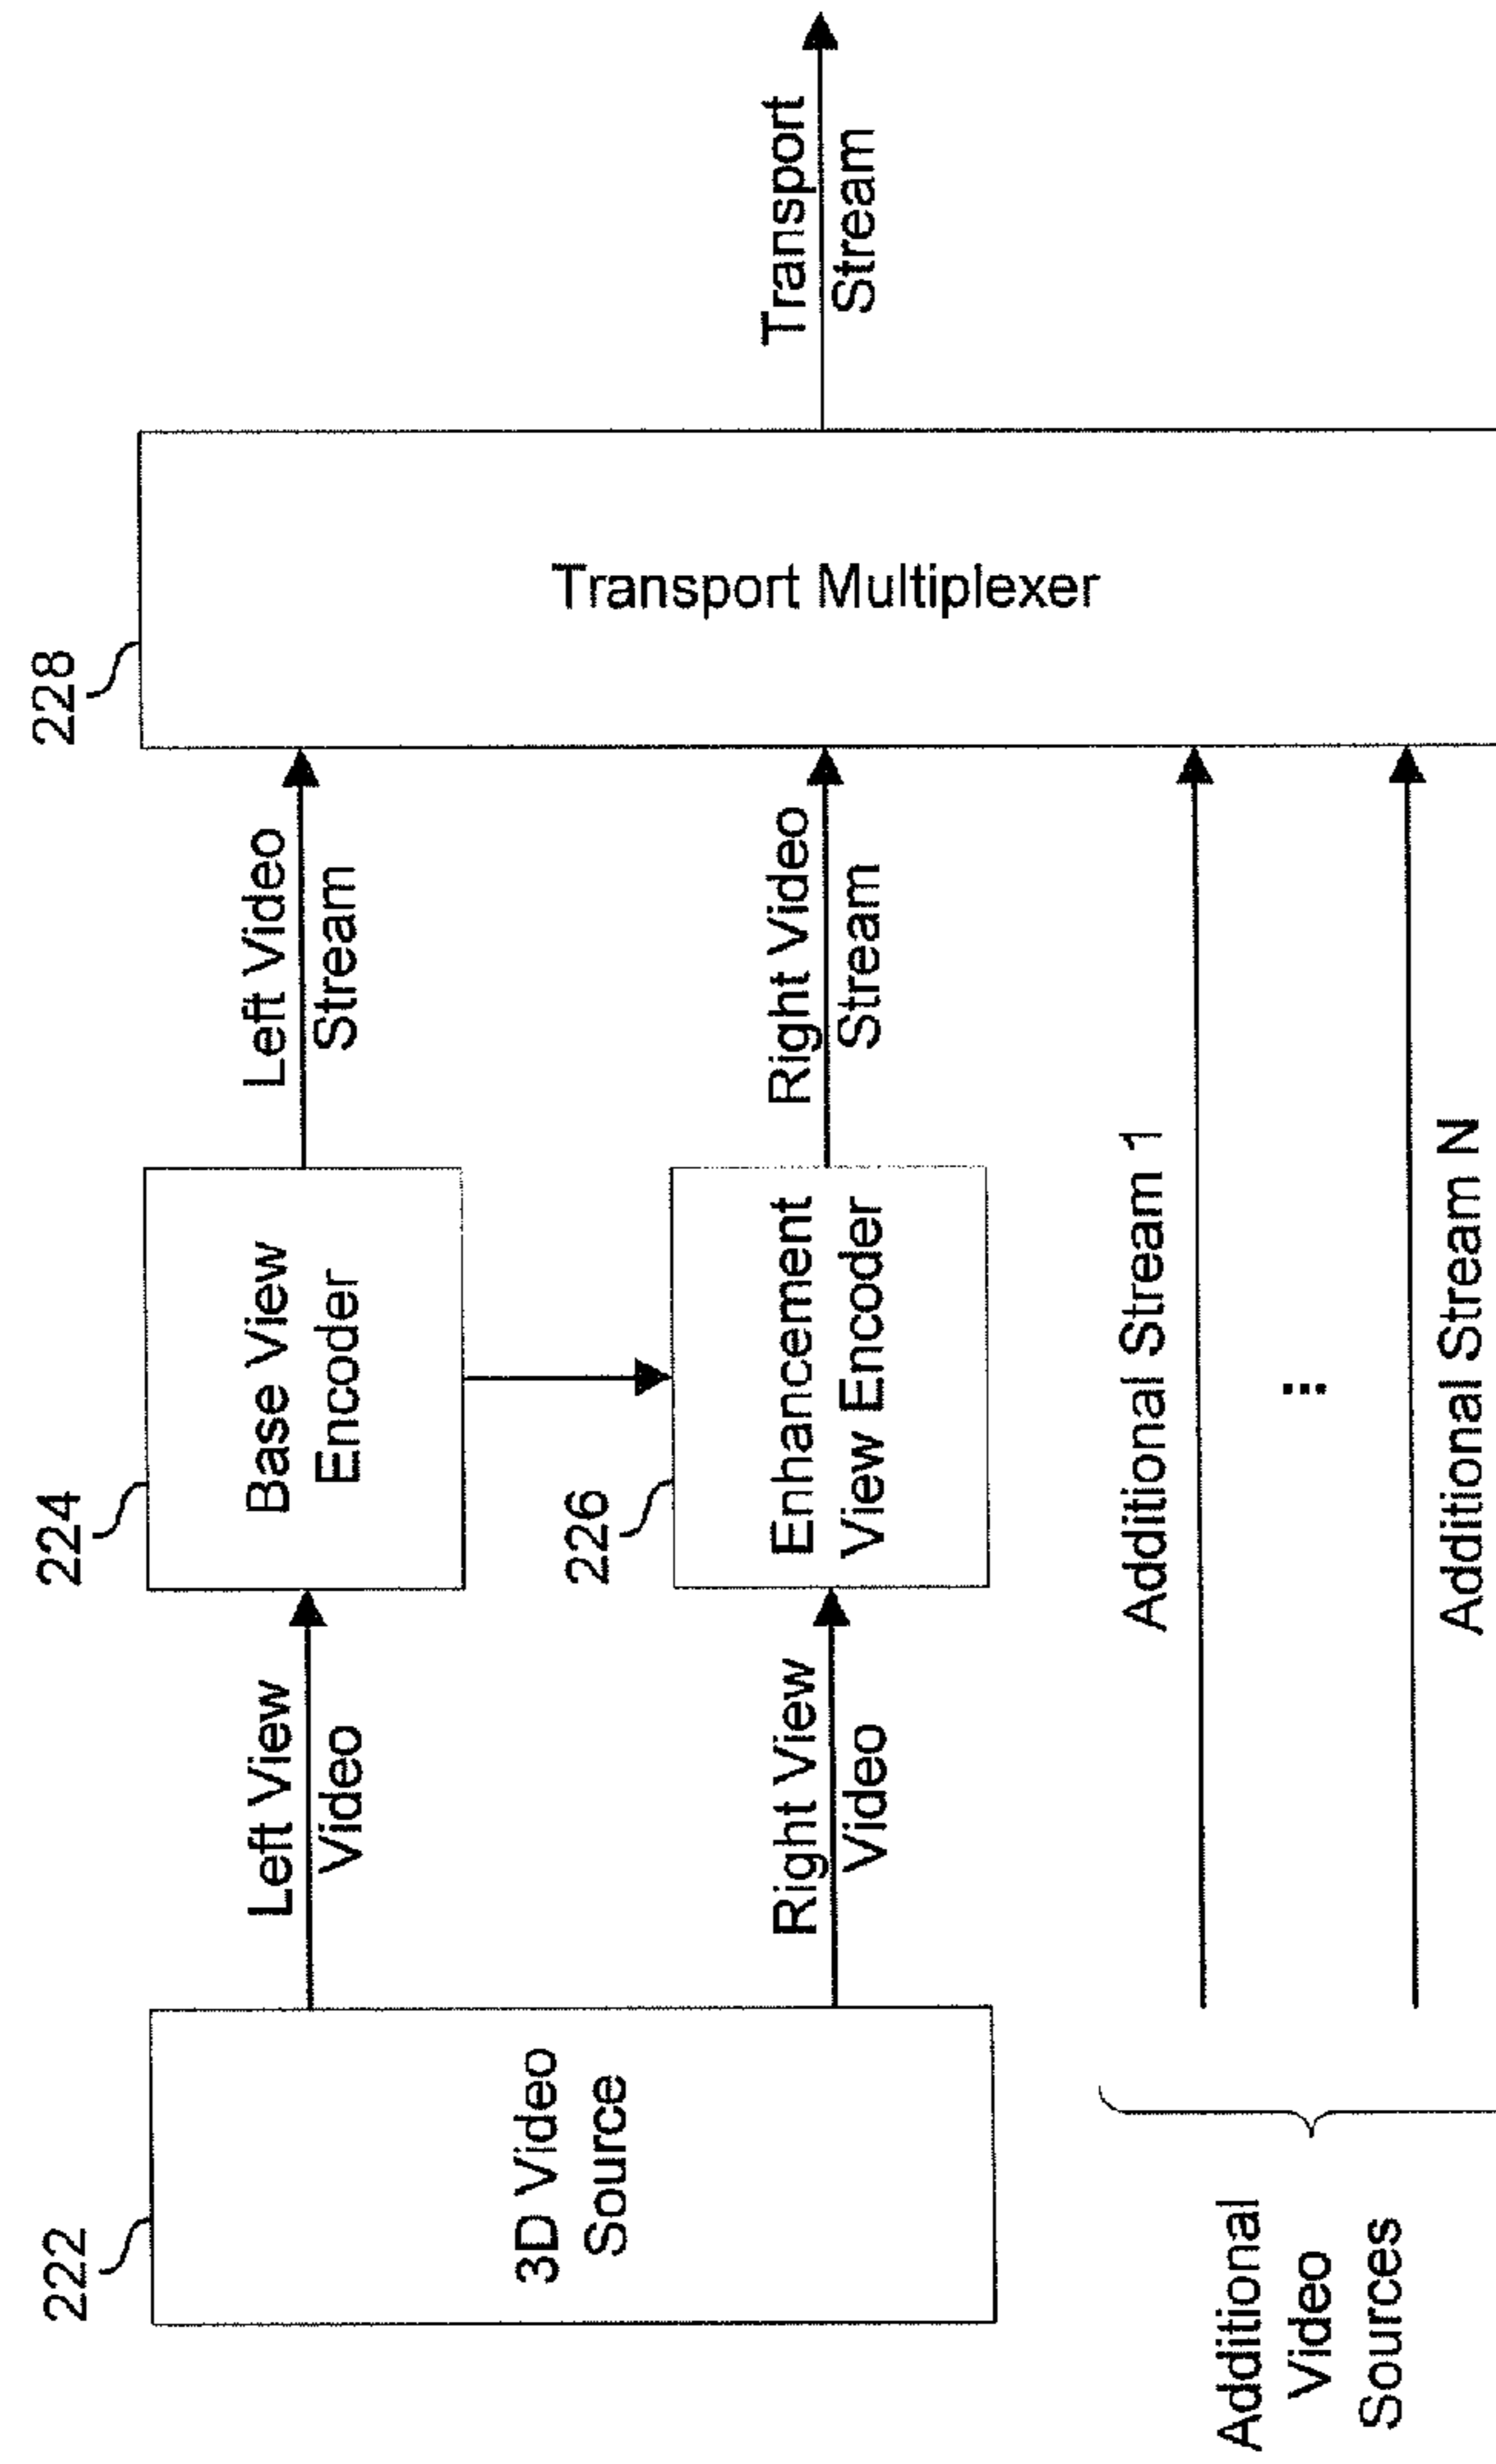 222
3D Video
Source
Left View
Video
Right View
Video
224
Base View
Encoder
226
Enhancement
View Encoder
Left Video
Stream
Right Video
Stream
228
Transport Multiplexer
Transport
Stream
Additional
Video
Sources
Additional Stream 1
...
Additional Stream N